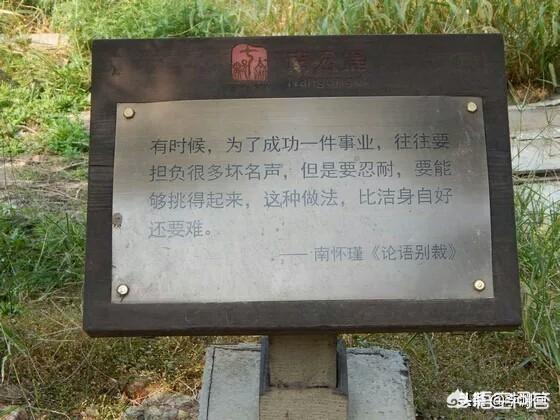 有时候，为了成功一件事业，往往要
担负很多坏名声，但是要忍耐，要能
够挑得起来，这种做法，比洁身自好
还要难。
——南怀瑾《论语别裁》